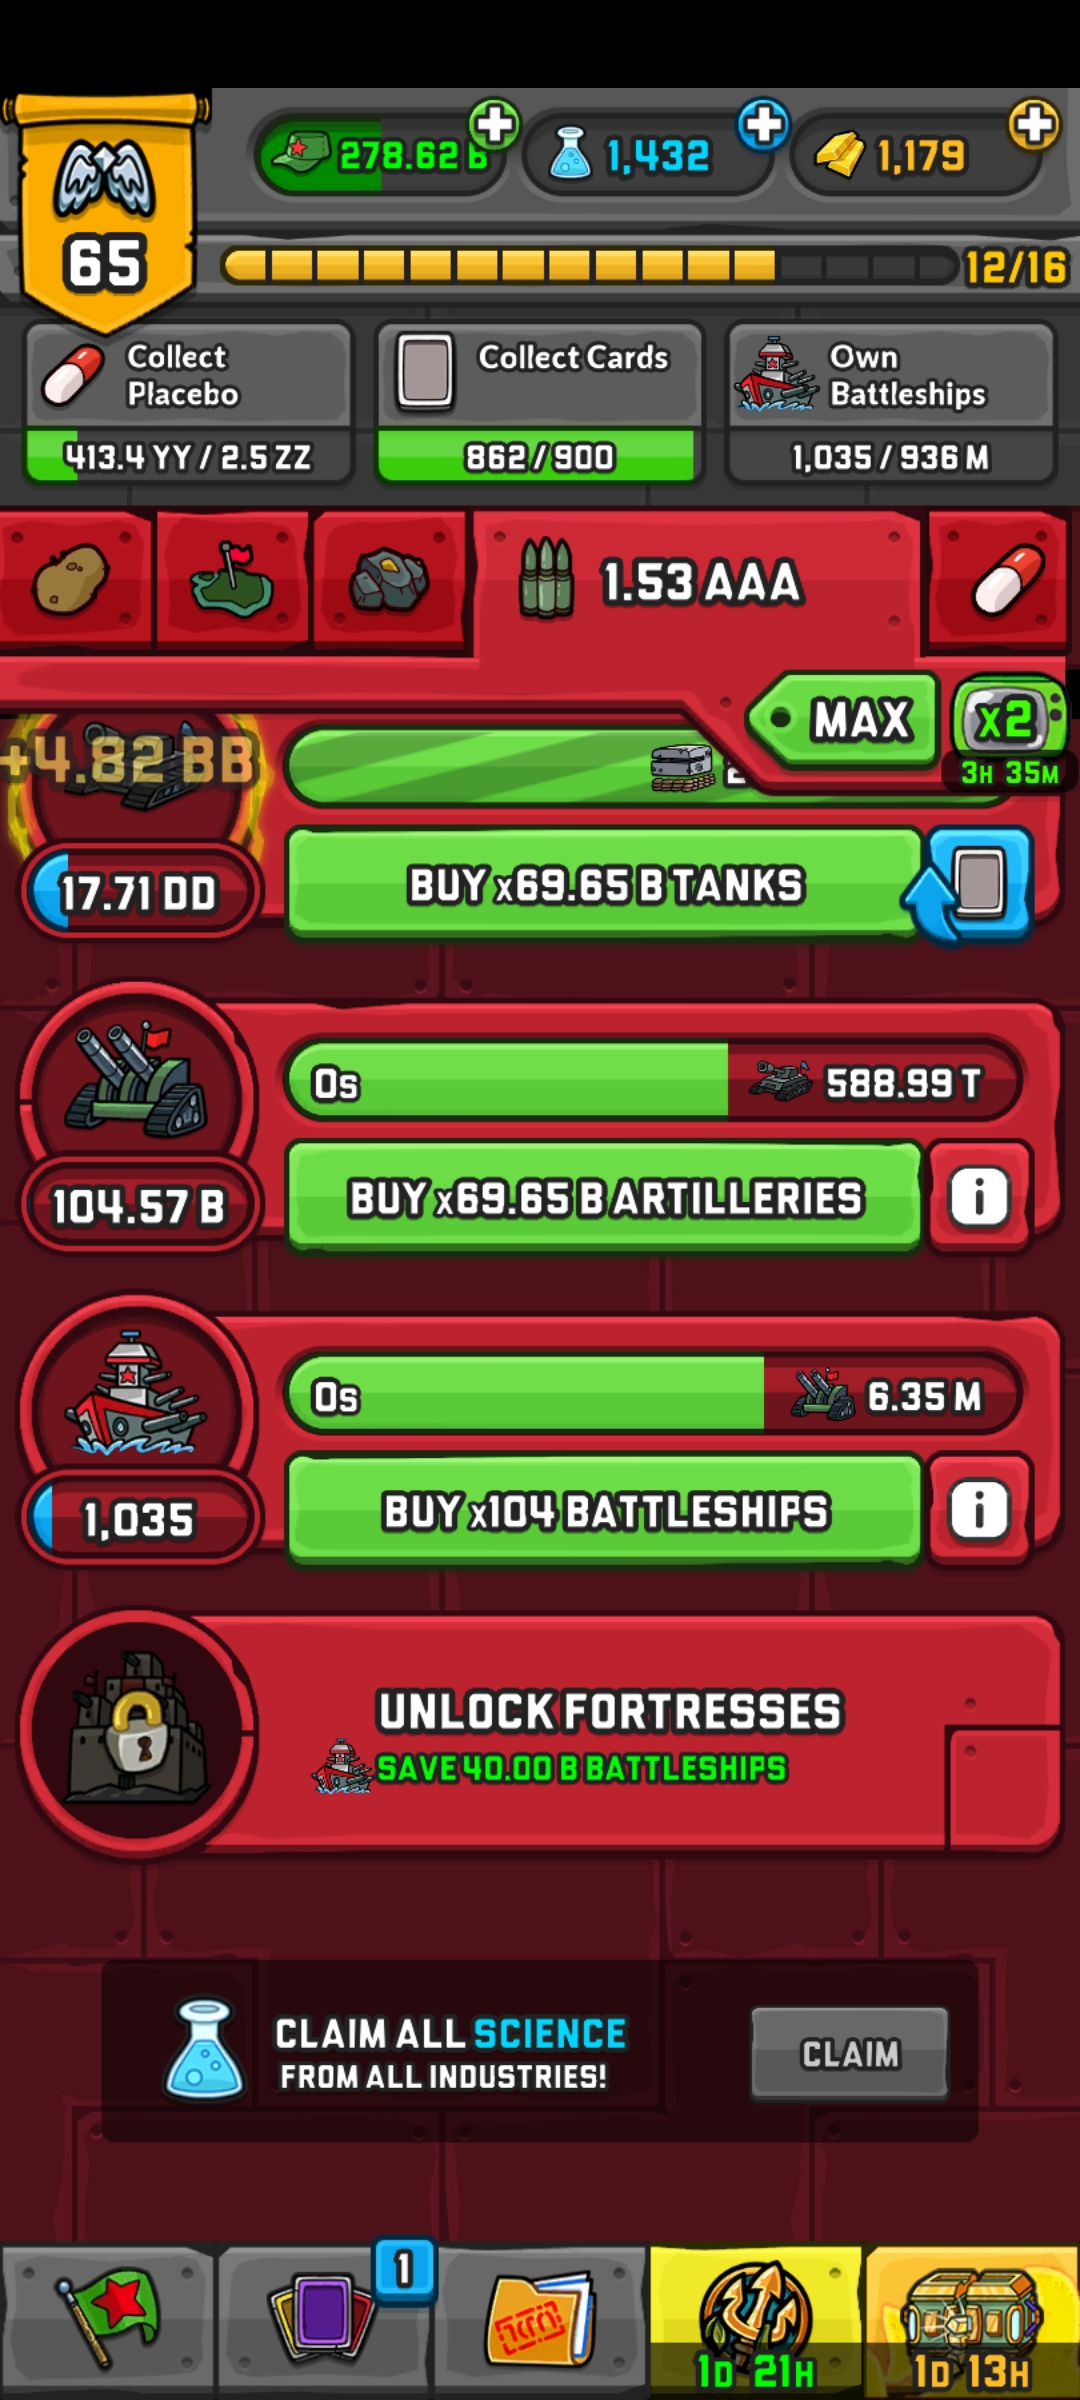 278.62 B
1,432
1,179
65
12/16
Collect
Placebo
Collect Cards
Own
Battleships
413.4 YY / 2.5 ZZ
862/900
1,035 / 936 M
1.53 AAA
MAX
x2
3H 35M
+4.82 BB
17.71 DD
BUY x69.65 B TANKS
0s
588.99 T
104.57 B
BUY x69.65 B ARTILLERIES
i
0s
6.35 M
1,035
BUY x104 BATTLESHIPS
i
UNLOCK FORTRESSES
SAVE 40.00 B BATTLESHIPS
CLAIM ALL SCIENCE
FROM ALL INDUSTRIES!
CLAIM
1
1D 21H
1D 13H